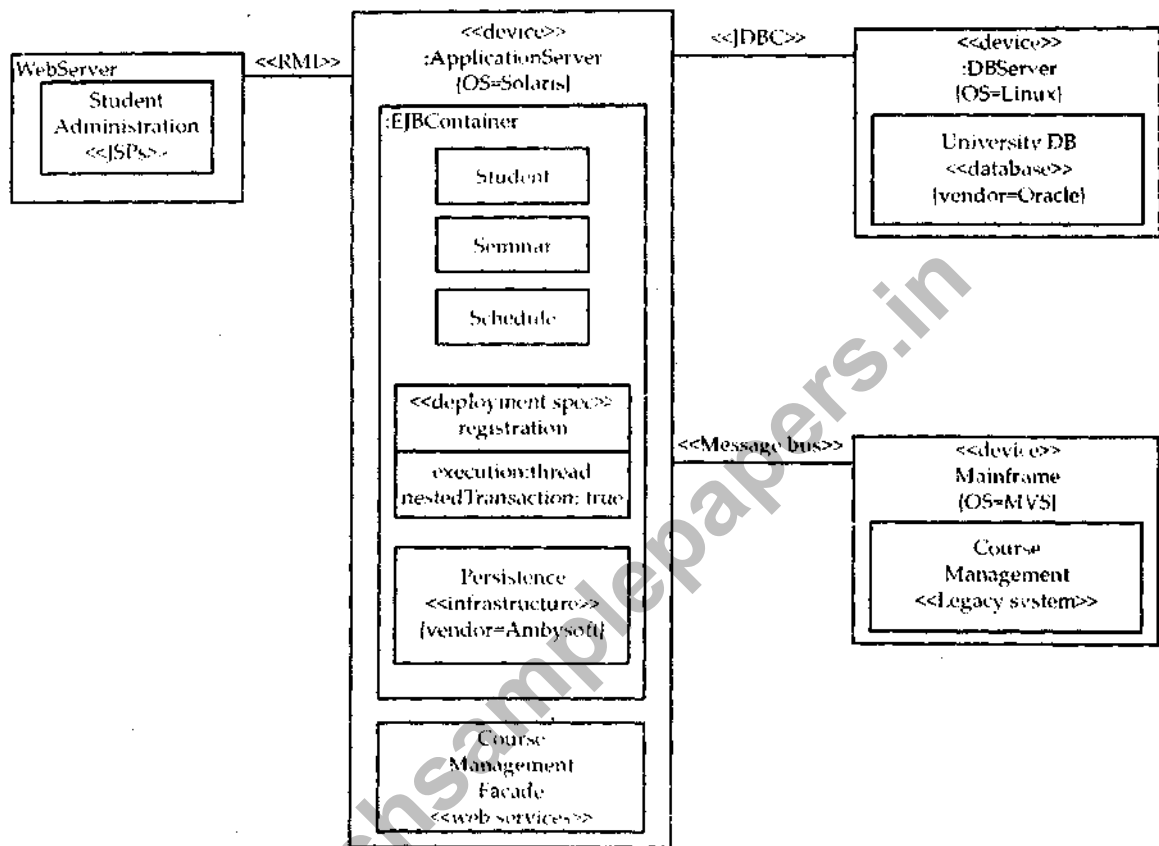 WebServer
Student
Administration
<<JSPs>>
<<RMI>>
<<device>>
:ApplicationServer
{OS=Solaris}
:EJBContainer
Student
Seminar
Schedule
<<deployment spec>>
registration
execution:thread
nestedTransaction: true
Persistence
<<infrastructure>>
{vendor=Ambysoft}
Course
Management
Facade
<<web services>>
<<JDBC>>
<<device>>
:DBServer
{OS=Linux}
University DB
<<database>>
{vendor=Oracle}
<<Message bus>>
<<device>>
Mainframe
{OS=MVS}
Course
Management
<<Legacy system>>
hsamplepapers.in